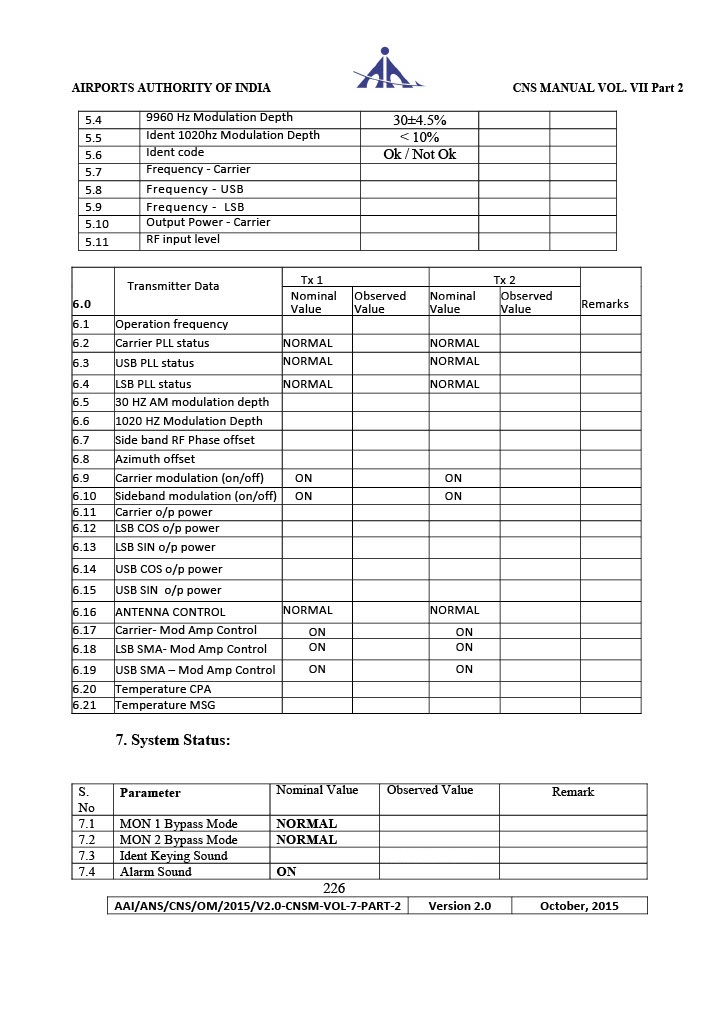 AIRPORTS AUTHORITY OF INDIA CNS MANUAL VOL. VII Part 2
5.4 9960 Hz Modulation Depth 30±4.5%
5.5 Ident 1020hz Modulation Depth < 10%
5.6 Ident code Ok / Not Ok
5.7 Frequency - Carrier
5.8 Frequency - USB
5.9 Frequency - LSB
5.10 Output Power - Carrier
5.11 RF input level
Transmitter Data Tx 1 Tx 2
6.0 Nominal Value Observed Value Nominal Value Observed Value Remarks
6.1 Operation frequency
6.2 Carrier PLL status NORMAL NORMAL
6.3 USB PLL status NORMAL NORMAL
6.4 LSB PLL status NORMAL NORMAL
6.5 30 HZ AM modulation depth
6.6 1020 HZ Modulation Depth
6.7 Side band RF Phase offset
6.8 Azimuth offset
6.9 Carrier modulation (on/off) ON ON
6.10 Sideband modulation (on/off) ON ON
6.11 Carrier o/p power
6.12 LSB COS o/p power
6.13 LSB SIN o/p power
6.14 USB COS o/p power
6.15 USB SIN o/p power
6.16 ANTENNA CONTROL NORMAL NORMAL
6.17 Carrier- Mod Amp Control ON ON
6.18 LSB SMA- Mod Amp Control ON ON
6.19 USB SMA – Mod Amp Control ON ON
6.20 Temperature CPA
6.21 Temperature MSG
7. System Status:
S. No Parameter Nominal Value Observed Value Remark
7.1 MON 1 Bypass Mode NORMAL
7.2 MON 2 Bypass Mode NORMAL
7.3 Ident Keying Sound
7.4 Alarm Sound ON
226
AAI/ANS/CNS/OM/2015/V2.0-CNSM-VOL-7-PART-2 Version 2.0 October, 2015